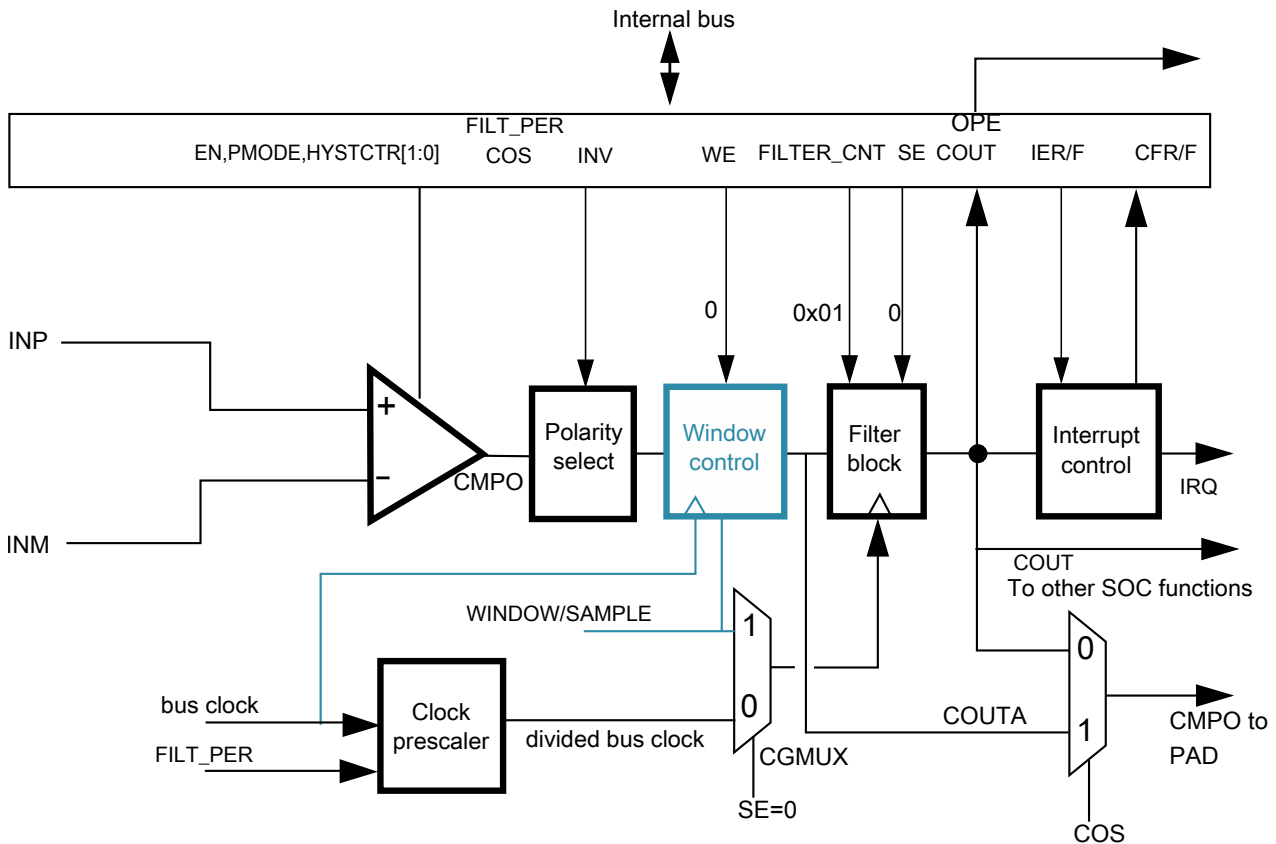 Internal bus
FILT_PER
OPE
EN,PMODE,HYSTCTR[1:0]
COS
INV
WE
FILTER_CNT
SE
COUT
IER/F
CFR/F
0
0x01
0
INP
+
Polarity
select
Window
control
Filter
block
Interrupt
control
−
CMPO
IRQ
INM
COUT
To other SOC functions
WINDOW/SAMPLE
1
0
0
bus clock
Clock
prescaler
divided bus clock
COUTA
1
CMPO to
PAD
FILT_PER
CGMUX
SE=0
COS